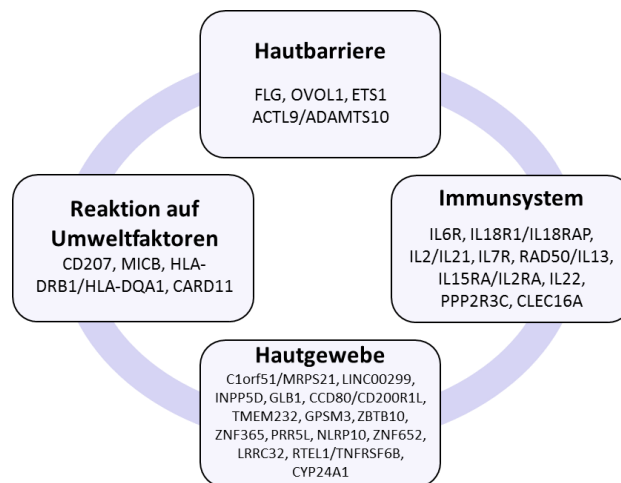 Hautbarriere
FLG, OVOL1, ETS1
ACTL9/ADAMTS10
Reaktion auf
Umweltfaktoren
CD207, MICB, HLA-
DRB1/HLA-DQA1, CARD11
Immunsystem
IL6R, IL18R1/IL18RAP,
IL2/IL21, IL7R, RAD50/IL13,
IL15RA/IL2RA, IL22,
PPP2R3C, CLEC16A
Hautgewebe
C1orf51/MRPS21, LINC00299,
INPP5D, GLB1, CCD80/CD200R1L,
TMEM232, GPSM3, ZBTB10,
ZNF365, PRR5L, NLRP10, ZNF652,
LRRC32, RTEL1/TNFRSF6B,
CYP24A1